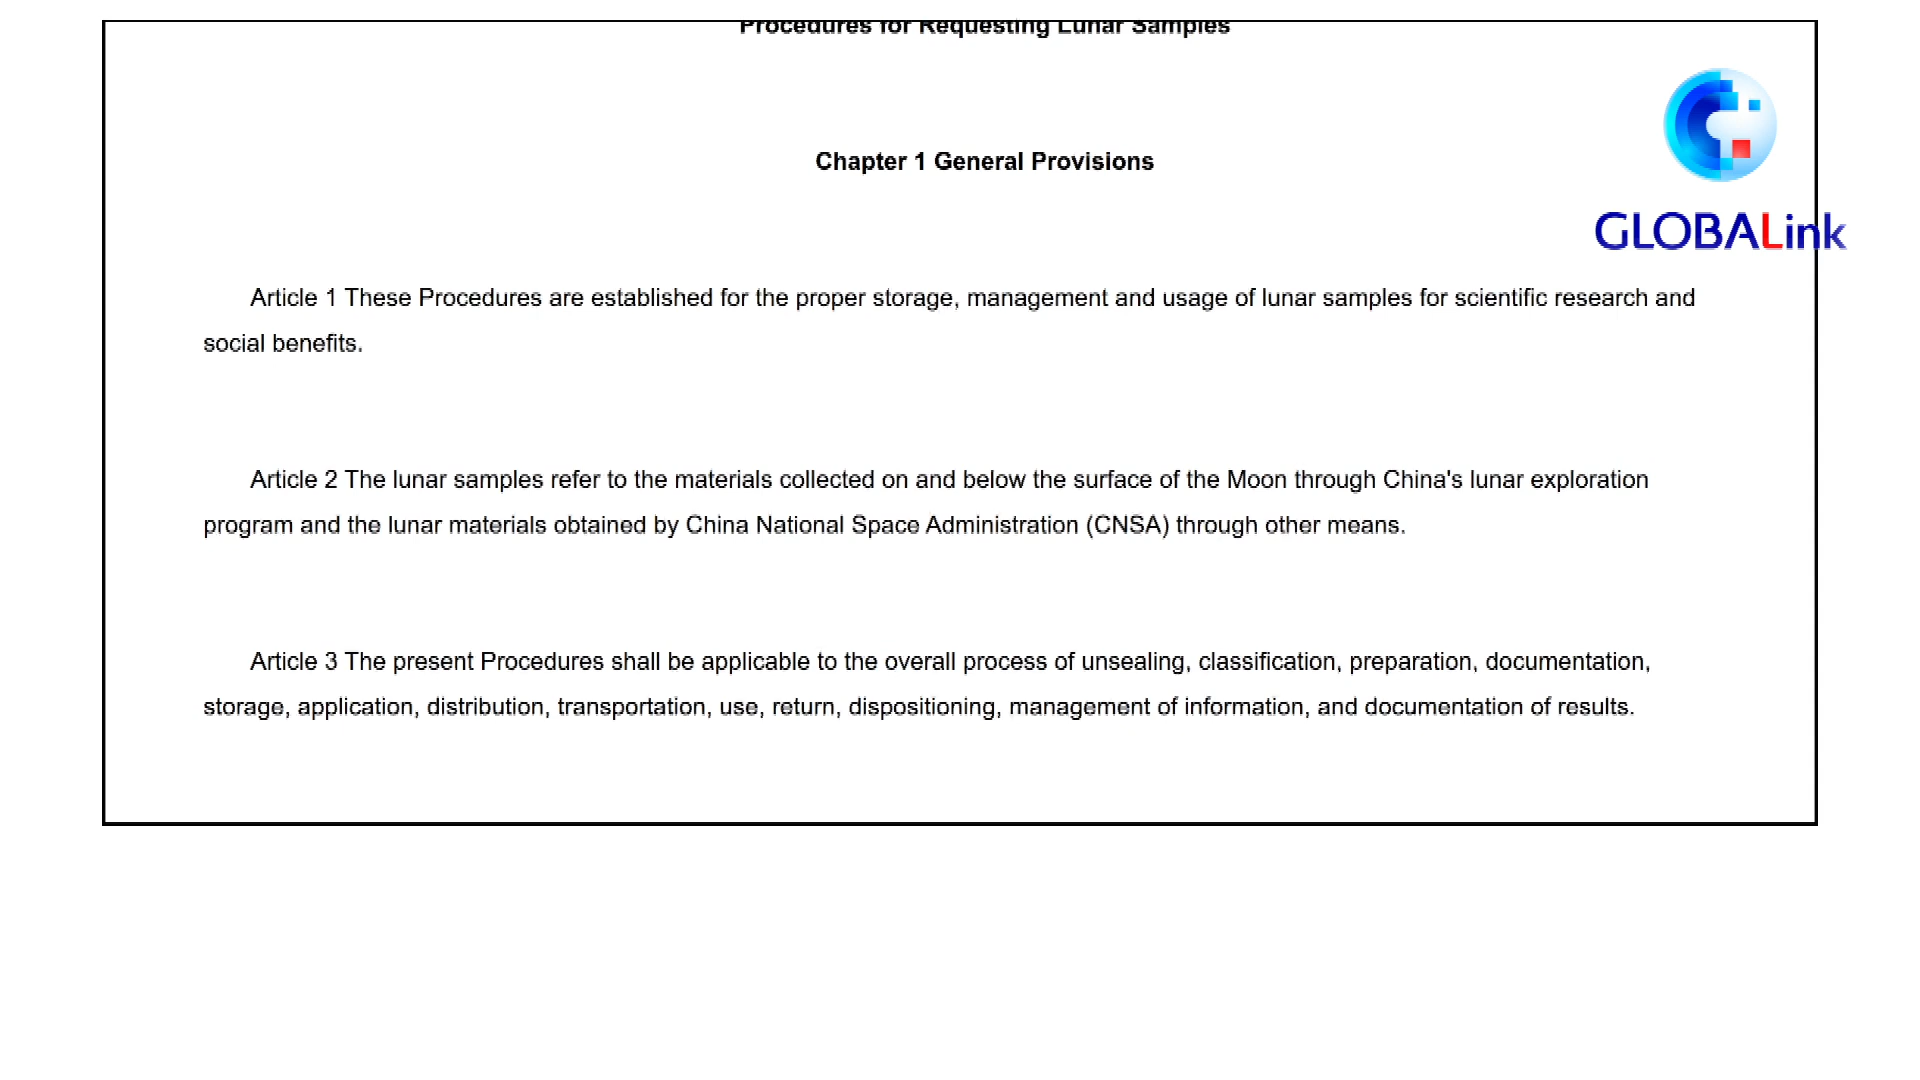 Procedures for Requesting Lunar Samples
Chapter 1 General Provisions
GLOBALink
Article 1 These Procedures are established for the proper storage, management and usage of lunar samples for scientific research and
social benefits.
Article 2 The lunar samples refer to the materials collected on and below the surface of the Moon through China's lunar exploration
program and the lunar materials obtained by China National Space Administration (CNSA) through other means.
Article 3 The present Procedures shall be applicable to the overall process of unsealing, classification, preparation, documentation,
storage, application, distribution, transportation, use, return, dispositioning, management of information, and documentation of results.